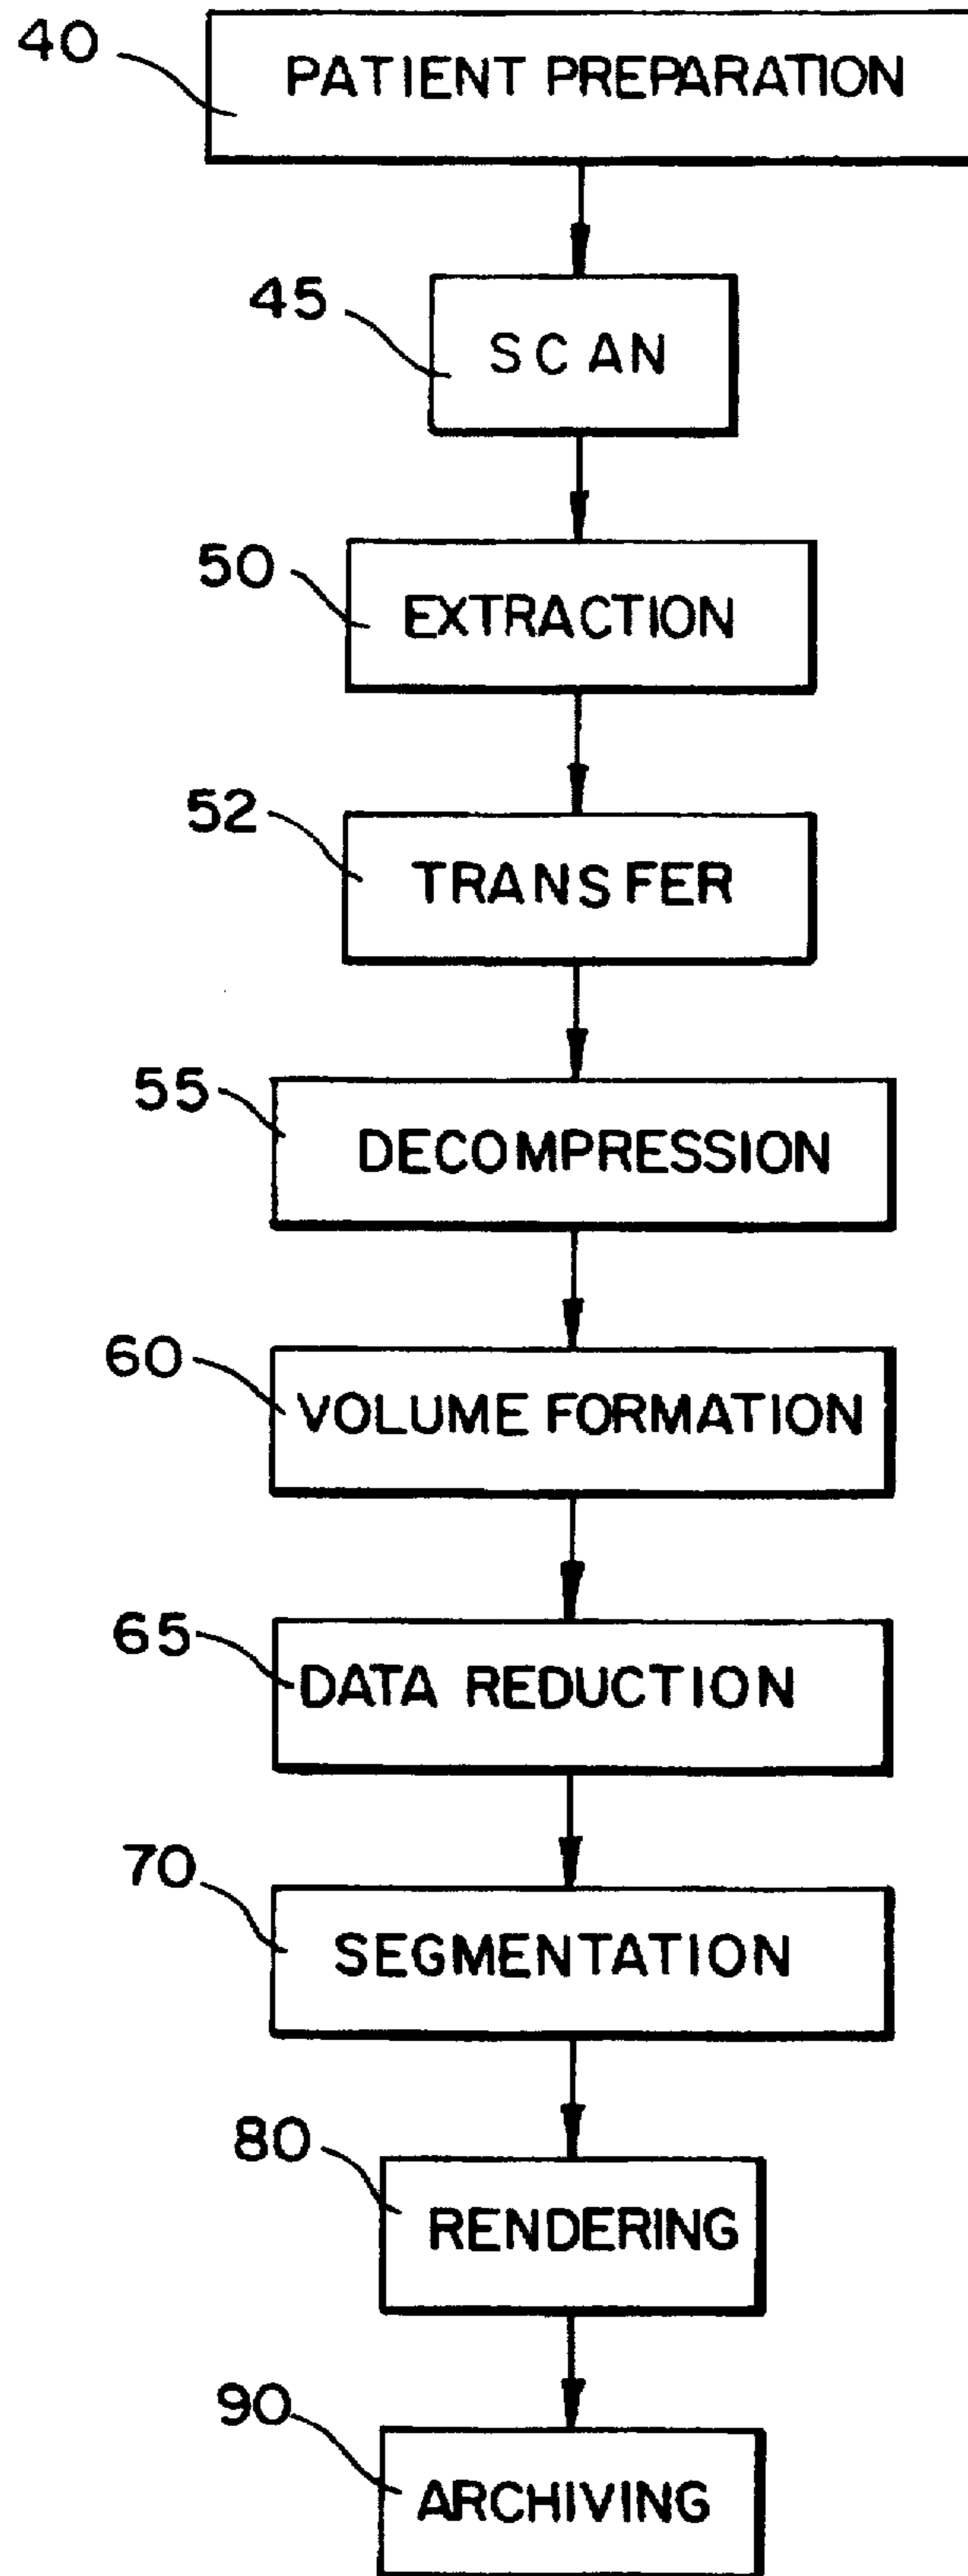 40
PATIENT PREPARATION
45
SCAN
50
EXTRACTION
52
TRANSFER
55
DECOMPRESSION
60
VOLUME FORMATION
65
DATA REDUCTION
70
SEGMENTATION
80
RENDERING
90
ARCHIVING